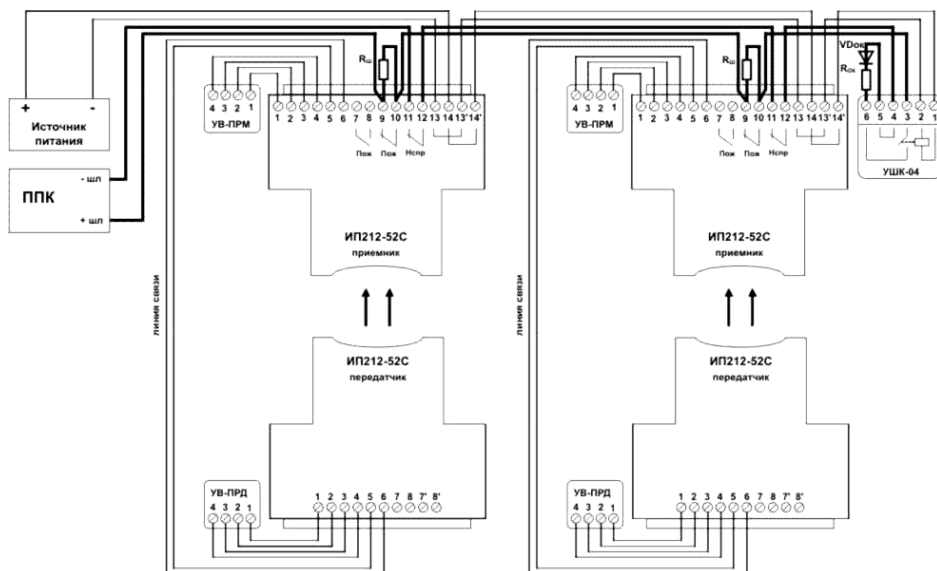 + -
Источник
питания
ППК
- шл
+ шл
линия связи
4 3 2 1
УВ-ПРМ
Rш
1 2 3 4 5 6 7 8 9 10 11 12 13 14 13' 14'
Пож Пож Нспр
ИП212-52С
приемник
ИП212-52С
передатчик
УВ-ПРД
4 3 2 1
1 2 3 4 5 6 7 8 7' 8'
линия связи
4 3 2 1
УВ-ПРМ
Rш
1 2 3 4 5 6 7 8 9 10 11 12 13 14 13' 14'
Пож Пож Нспр
ИП212-52С
приемник
ИП212-52С
передатчик
УВ-ПРД
4 3 2 1
1 2 3 4 5 6 7 8 7' 8'
VDок
Rок
6 5 4 3 2 1
УШК-04